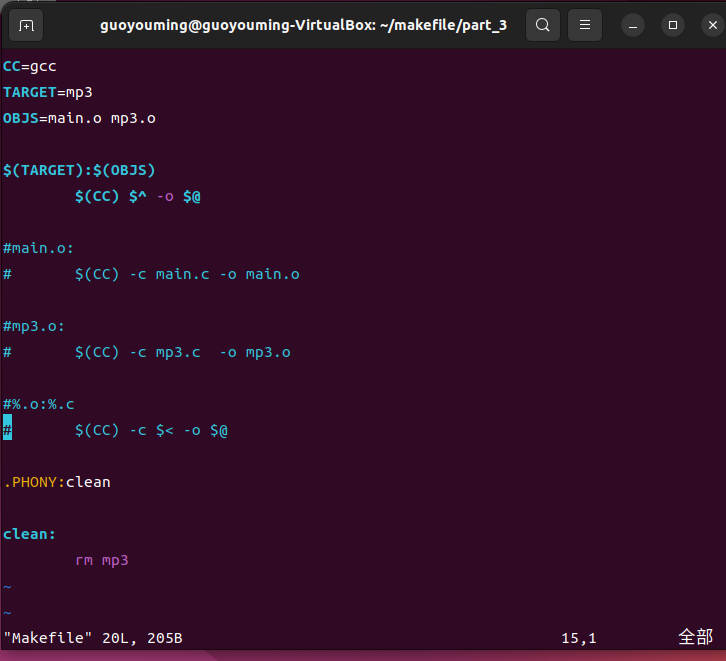 guoyouming@guoyouming-VirtualBox: ~/makefile/part_3
CC=gcc
TARGET=mp3
OBJS=main.o mp3.o
$(TARGET):$(OBJS)
        $(CC) $^ -o $@
#main.o:
#       $(CC) -c main.c -o main.o
#mp3.o:
#       $(CC) -c mp3.c  -o mp3.o
#%.o:%.c
#       $(CC) -c $< -o $@
.PHONY:clean
clean:
        rm mp3
~
~
"Makefile" 20L, 205B 15,1 全部